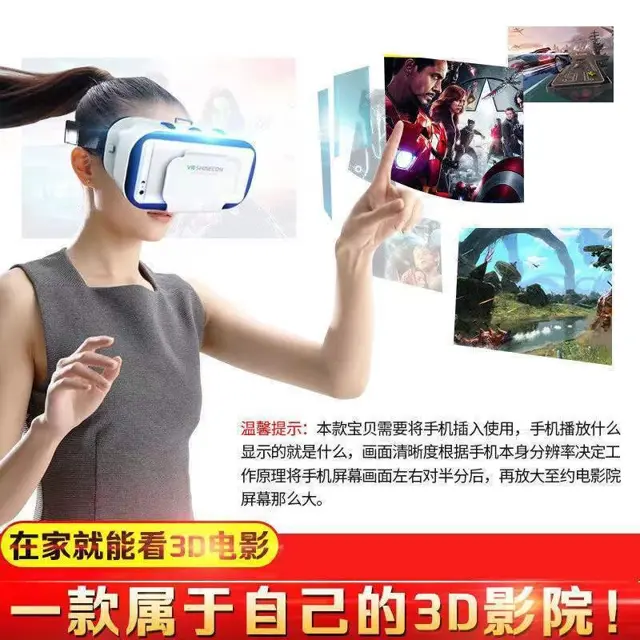 VR SHINECON
温馨提示：本款宝贝需要将手机插入使用，手机播放什么
显示的就是什么，画面清晰度根据手机本身分辨率决定工
作原理将手机屏幕画面左右对半分后，再放大至约电影院
屏幕那么大。
在家就能看3D电影
一款属于自己的3D影院！